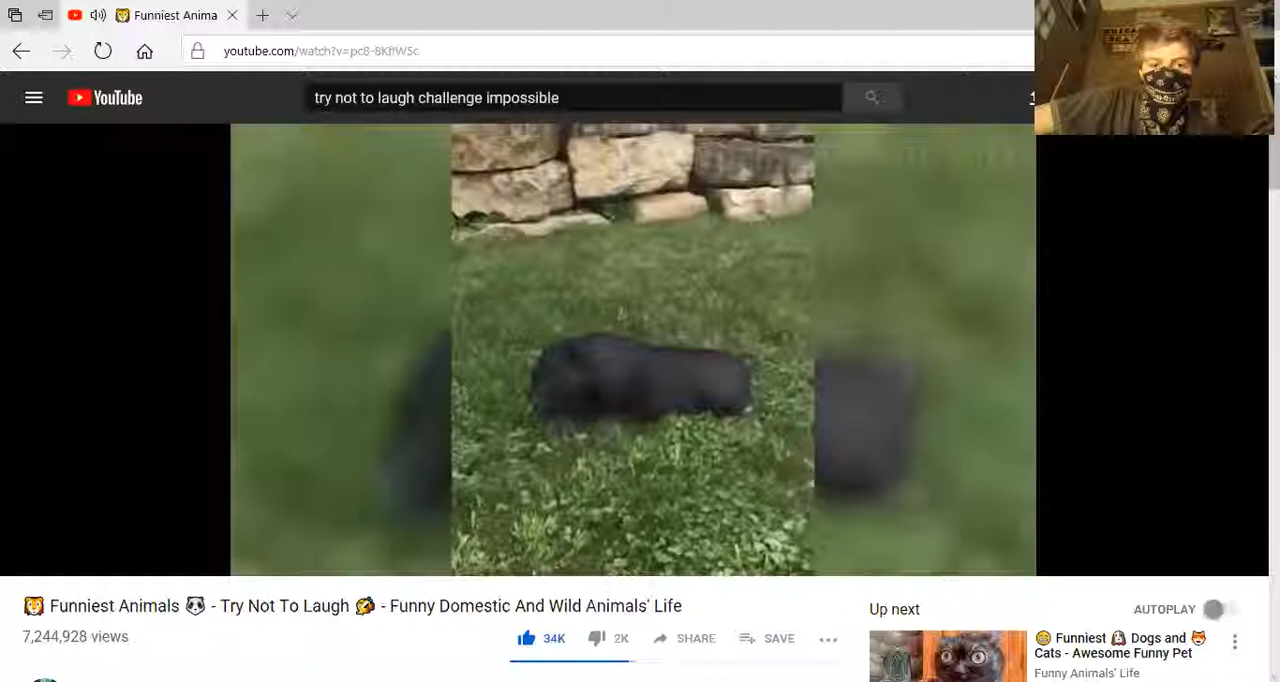 Funniest Anima
youtube.com/watch?v=pc8-8KflW5c
YouTube
try not to laugh challenge impossible
Funniest Animals - Try Not To Laugh - Funny Domestic And Wild Animals' Life
7,244,928 views
34K
2K
SHARE
SAVE
Up next
AUTOPLAY
Funniest Dogs and
Cats - Awesome Funny Pet
Funny Animals' Life